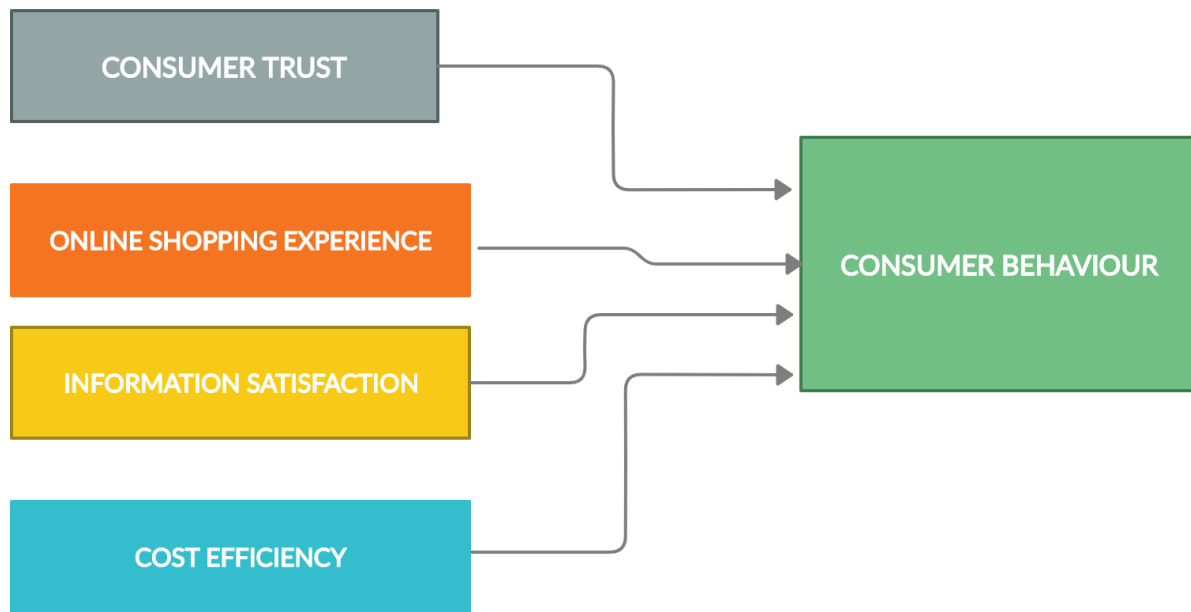 CONSUMER TRUST
ONLINE SHOPPING EXPERIENCE
INFORMATION SATISFACTION
COST EFFICIENCY
CONSUMER BEHAVIOUR